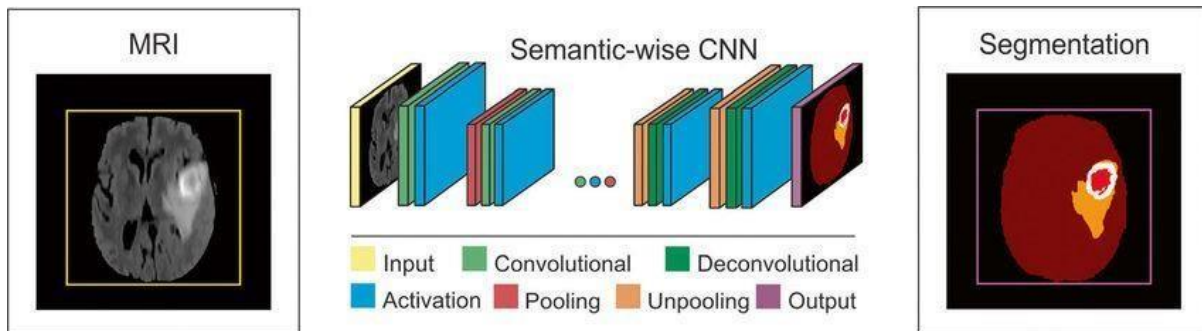 MRI
Semantic-wise CNN
Input Convolutional Deconvolutional
Activation Pooling Unpooling Output
Segmentation